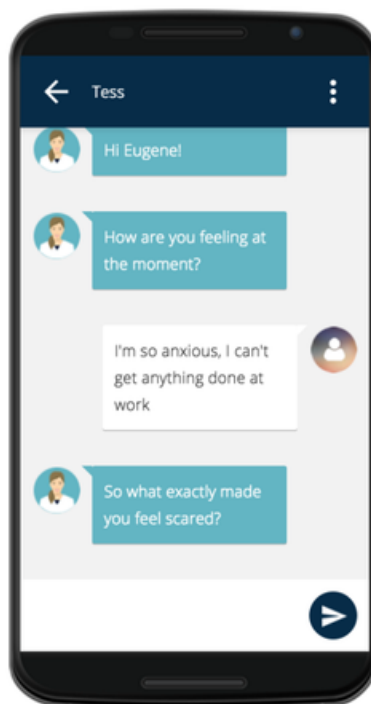 Tess
Hi Eugene!
How are you feeling at
the moment?
I'm so anxious, I can't
get anything done at
work
So what exactly made
you feel scared?